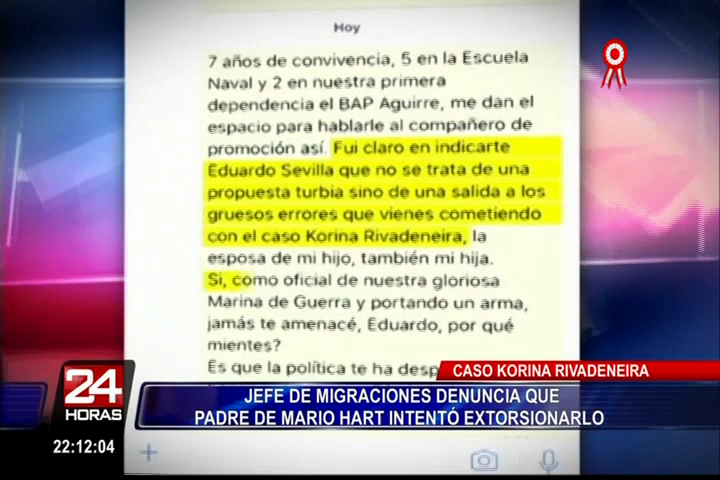 Hoy
7 años de convivencia, 5 en la Escuela
Naval y 2 en nuestra primera
dependencia el BAP Aguirre, me dan el
espacio para hablarle al compañero de
promoción así. Fui claro en indicarte
Eduardo Sevilla que no se trata de una
propuesta turbia sino de una salida a los
gruesos errores que vienes cometiendo
con el caso Korina Rivadeneira, la
esposa de mi hijo, también mi hija.
Si, como oficial de nuestra gloriosa
Marina de Guerra y portando un arma,
jamás te amenacé, Eduardo, por qué
mientes?
Es que la política te ha
CASO KORINA RIVADENEIRA
24
HORAS
JEFE DE MIGRACIONES DENUNCIA QUE
PADRE DE MARIO HART INTENTÓ EXTORSIONARLO
22:12:04